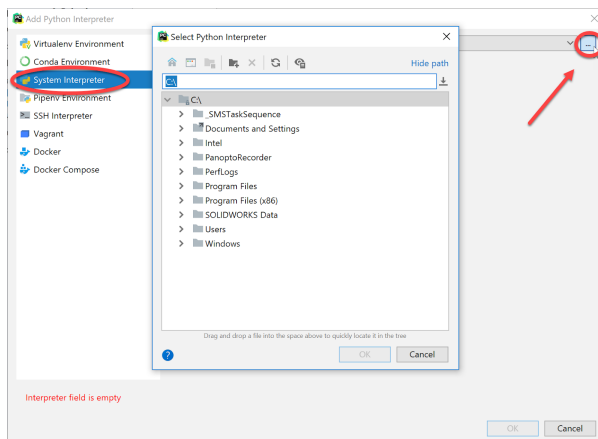 Add Python Interpreter
Virtualenv Environment
Conda Environment
System Interpreter
Pipenv Environment
SSH Interpreter
Vagrant
Docker
Docker Compose
Select Python Interpreter
Hide path
C:\
C:\
_SMSTaskSequence
Documents and Settings
Intel
PanoptoRecorder
PerfLogs
Program Files
Program Files (x86)
SOLIDWORKS Data
Users
Windows
Drag and drop a file into the space above to quickly locate it in the tree
? OK Cancel
...
Interpreter field is empty
OK Cancel